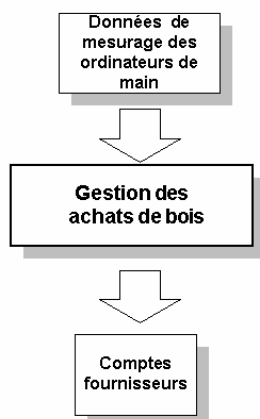 Données de
mesurage des
ordinateurs de
main
Gestion des
achats de bois
Comptes
fournisseurs